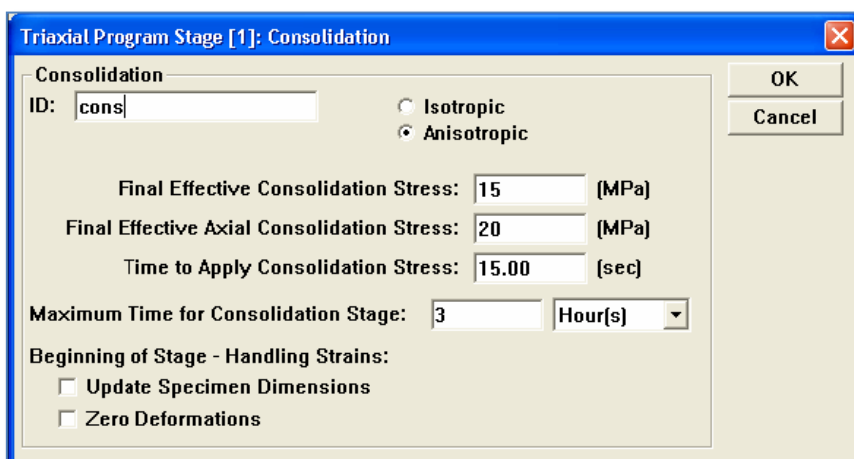 Triaxial Program Stage [1]: Consolidation
Consolidation
OK
ID: cons
Isotropic
Cancel
Anisotropic
Final Effective Consolidation Stress: 15 (MPa)
Final Effective Axial Consolidation Stress: 20 (MPa)
Time to Apply Consolidation Stress: 15.00 (sec)
Maximum Time for Consolidation Stage: 3 Hour(s)
Beginning of Stage - Handling Strains:
Update Specimen Dimensions
Zero Deformations